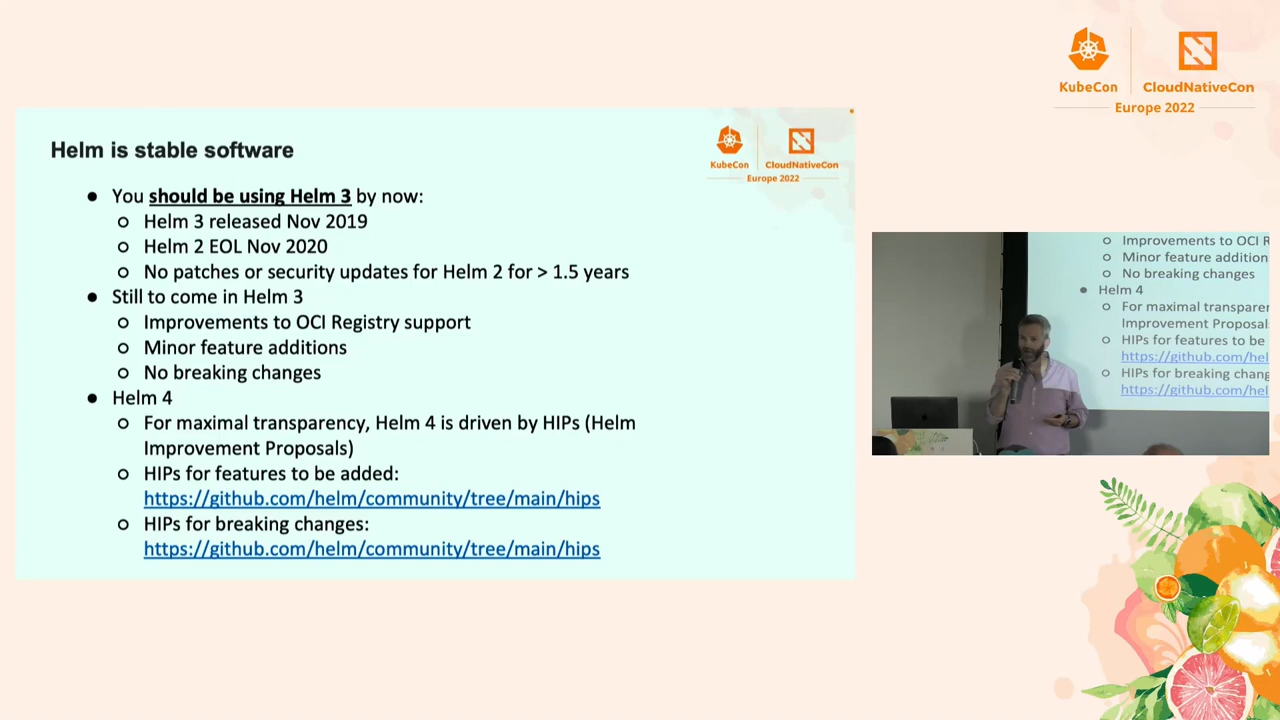 KubeCon
CloudNativeCon
Europe 2022
Helm is stable software
KubeCon
CloudNativeCon
Europe 2022
● You should be using Helm 3 by now:
○ Helm 3 released Nov 2019
○ Helm 2 EOL Nov 2020
○ No patches or security updates for Helm 2 for > 1.5 years
● Still to come in Helm 3
○ Improvements to OCI Registry support
○ Minor feature additions
○ No breaking changes
● Helm 4
○ For maximal transparency, Helm 4 is driven by HIPs (Helm
Improvement Proposals)
○ HIPs for features to be added:
https://github.com/helm/community/tree/main/hips
○ HIPs for breaking changes:
https://github.com/helm/community/tree/main/hips
○ Improvements to OCI R
○ Minor feature addition
○ No breaking changes
● Helm 4
○ For maximal transparer
Improvement Proposal
○ HIPs for features to be
https://github.com/hel
○ HIPs for breaking chang
https://github.com/hel